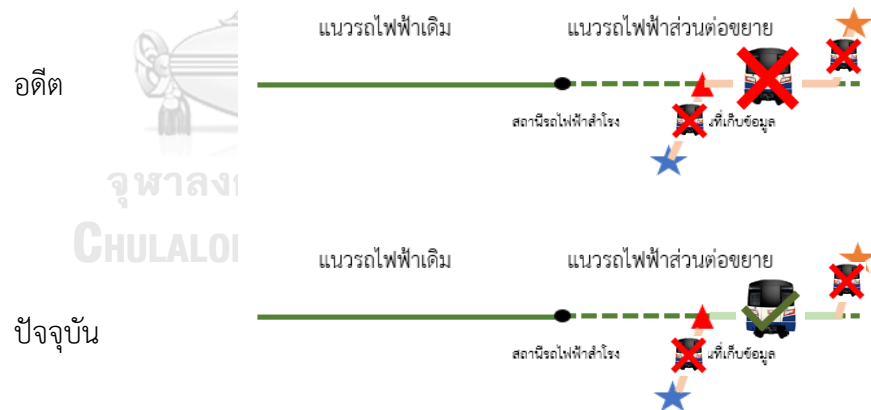 แนวรถไฟฟ้าเดิม แนวรถไฟฟ้าส่วนต่อขยาย
อดีต
สถานีรถไฟฟ้าสำโรง ที่เก็บข้อมูล
จุฬาลง
CHULALO
แนวรถไฟฟ้าเดิม แนวรถไฟฟ้าส่วนต่อขยาย
ปัจจุบัน
สถานีรถไฟฟ้าสำโรง ที่เก็บข้อมูล